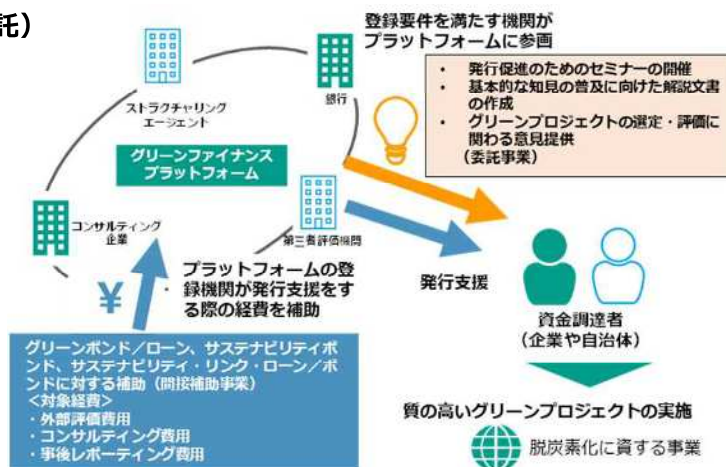 託）
登録要件を満たす機関が
プラットフォームに参画
・ 発行促進のためのセミナーの開催
・ 基本的な知見の普及に向けた解説文書
の作成
・ グリーンプロジェクトの選定・評価に
関わる意見提供
（委託事業）
ストラクチャリング
エージェント
銀行
グリーンファイナンス
プラットフォーム
コンサルティング
企業
第三者評価機関
プラットフォームの登
録機関が発行支援をす
る際の経費を補助
¥
発行支援
資金調達者
（企業や自治体）
グリーンボンド／ローン、サステナビリティボ
ンド、サステナビリティ・リンク・ローン／ボ
ンドに対する補助（間接補助事業）
＜対象経費＞
・外部評価費用
・コンサルティング費用
・事後レポーティング費用
質の高いグリーンプロジェクトの実施
脱炭素化に資する事業